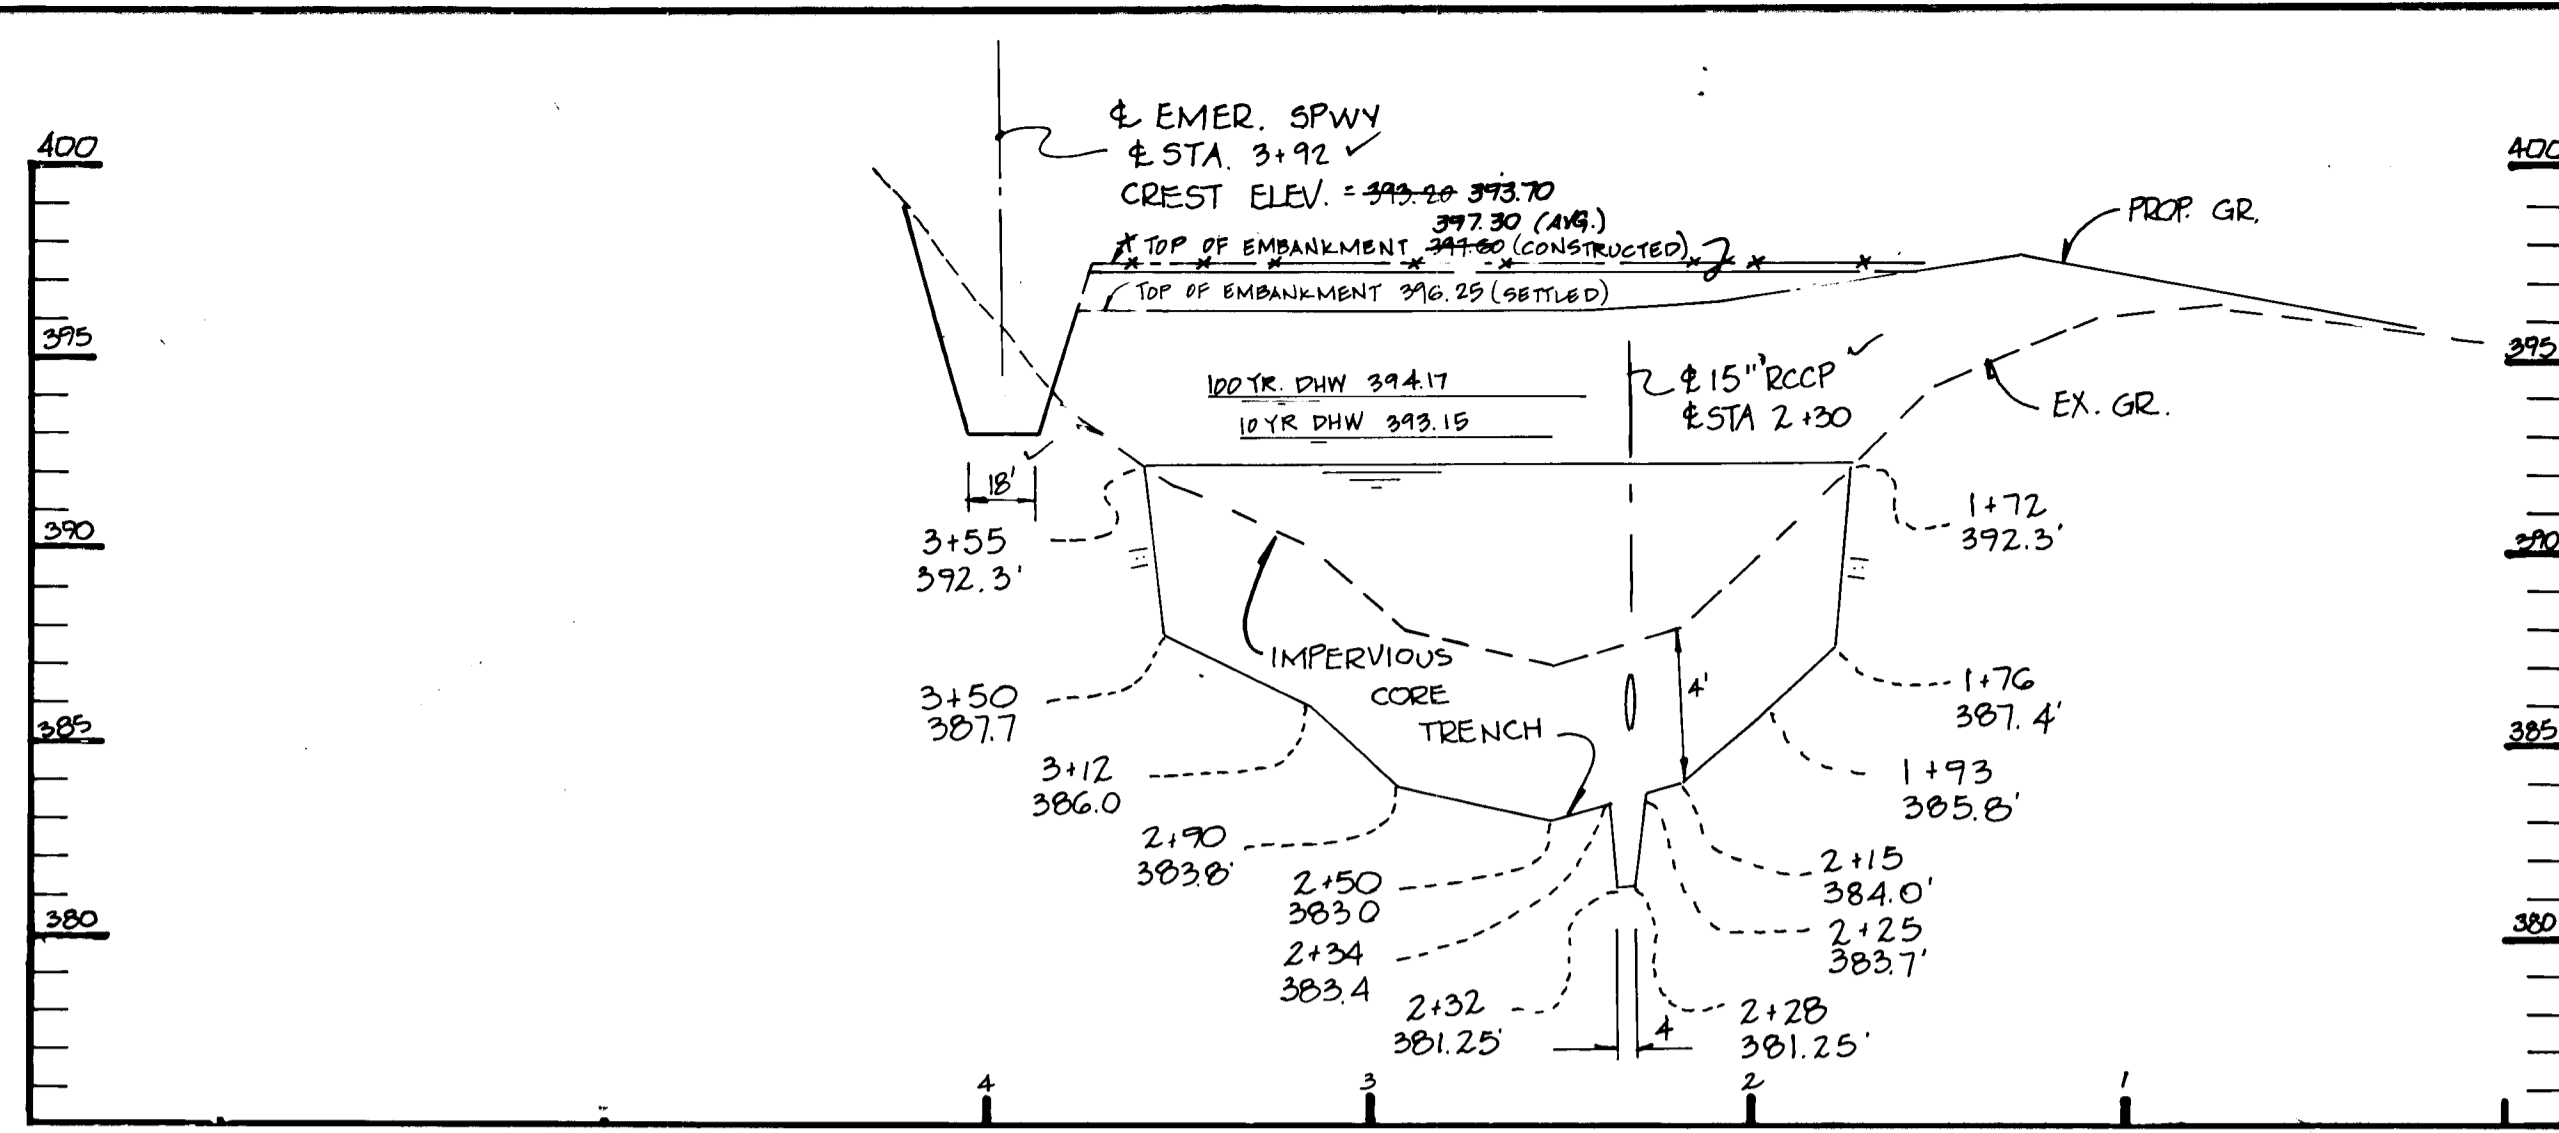 ℄ EMER. SPWY
℄ STA. 3+92 ✓
CREST ELEV. = 393.20 393.70
397.30 (AVG.)
TOP OF EMBANKMENT 397.60 (CONSTRUCTED)
TOP OF EMBANKMENT 396.25 (SETTLED)
PROP. GR.
100 YR. DHW 394.17
10 YR DHW 393.15
℄ 15" RCCP ✓
℄ STA 2+30
EX. GR.
18'
3+55
392.3'
1+72
392.3'
IMPERVIOUS
CORE
TRENCH
4'
3+50
387.7
1+76
387.4'
3+12
386.0
1+93
385.8'
2+90
383.8'
2+50
383.0
2+15
384.0'
2+34
383.4
2+25
383.7'
2+32
381.25'
2+28
381.25'
4
400
395
390
385
380
400
395
390
385
380
4
3
2
1